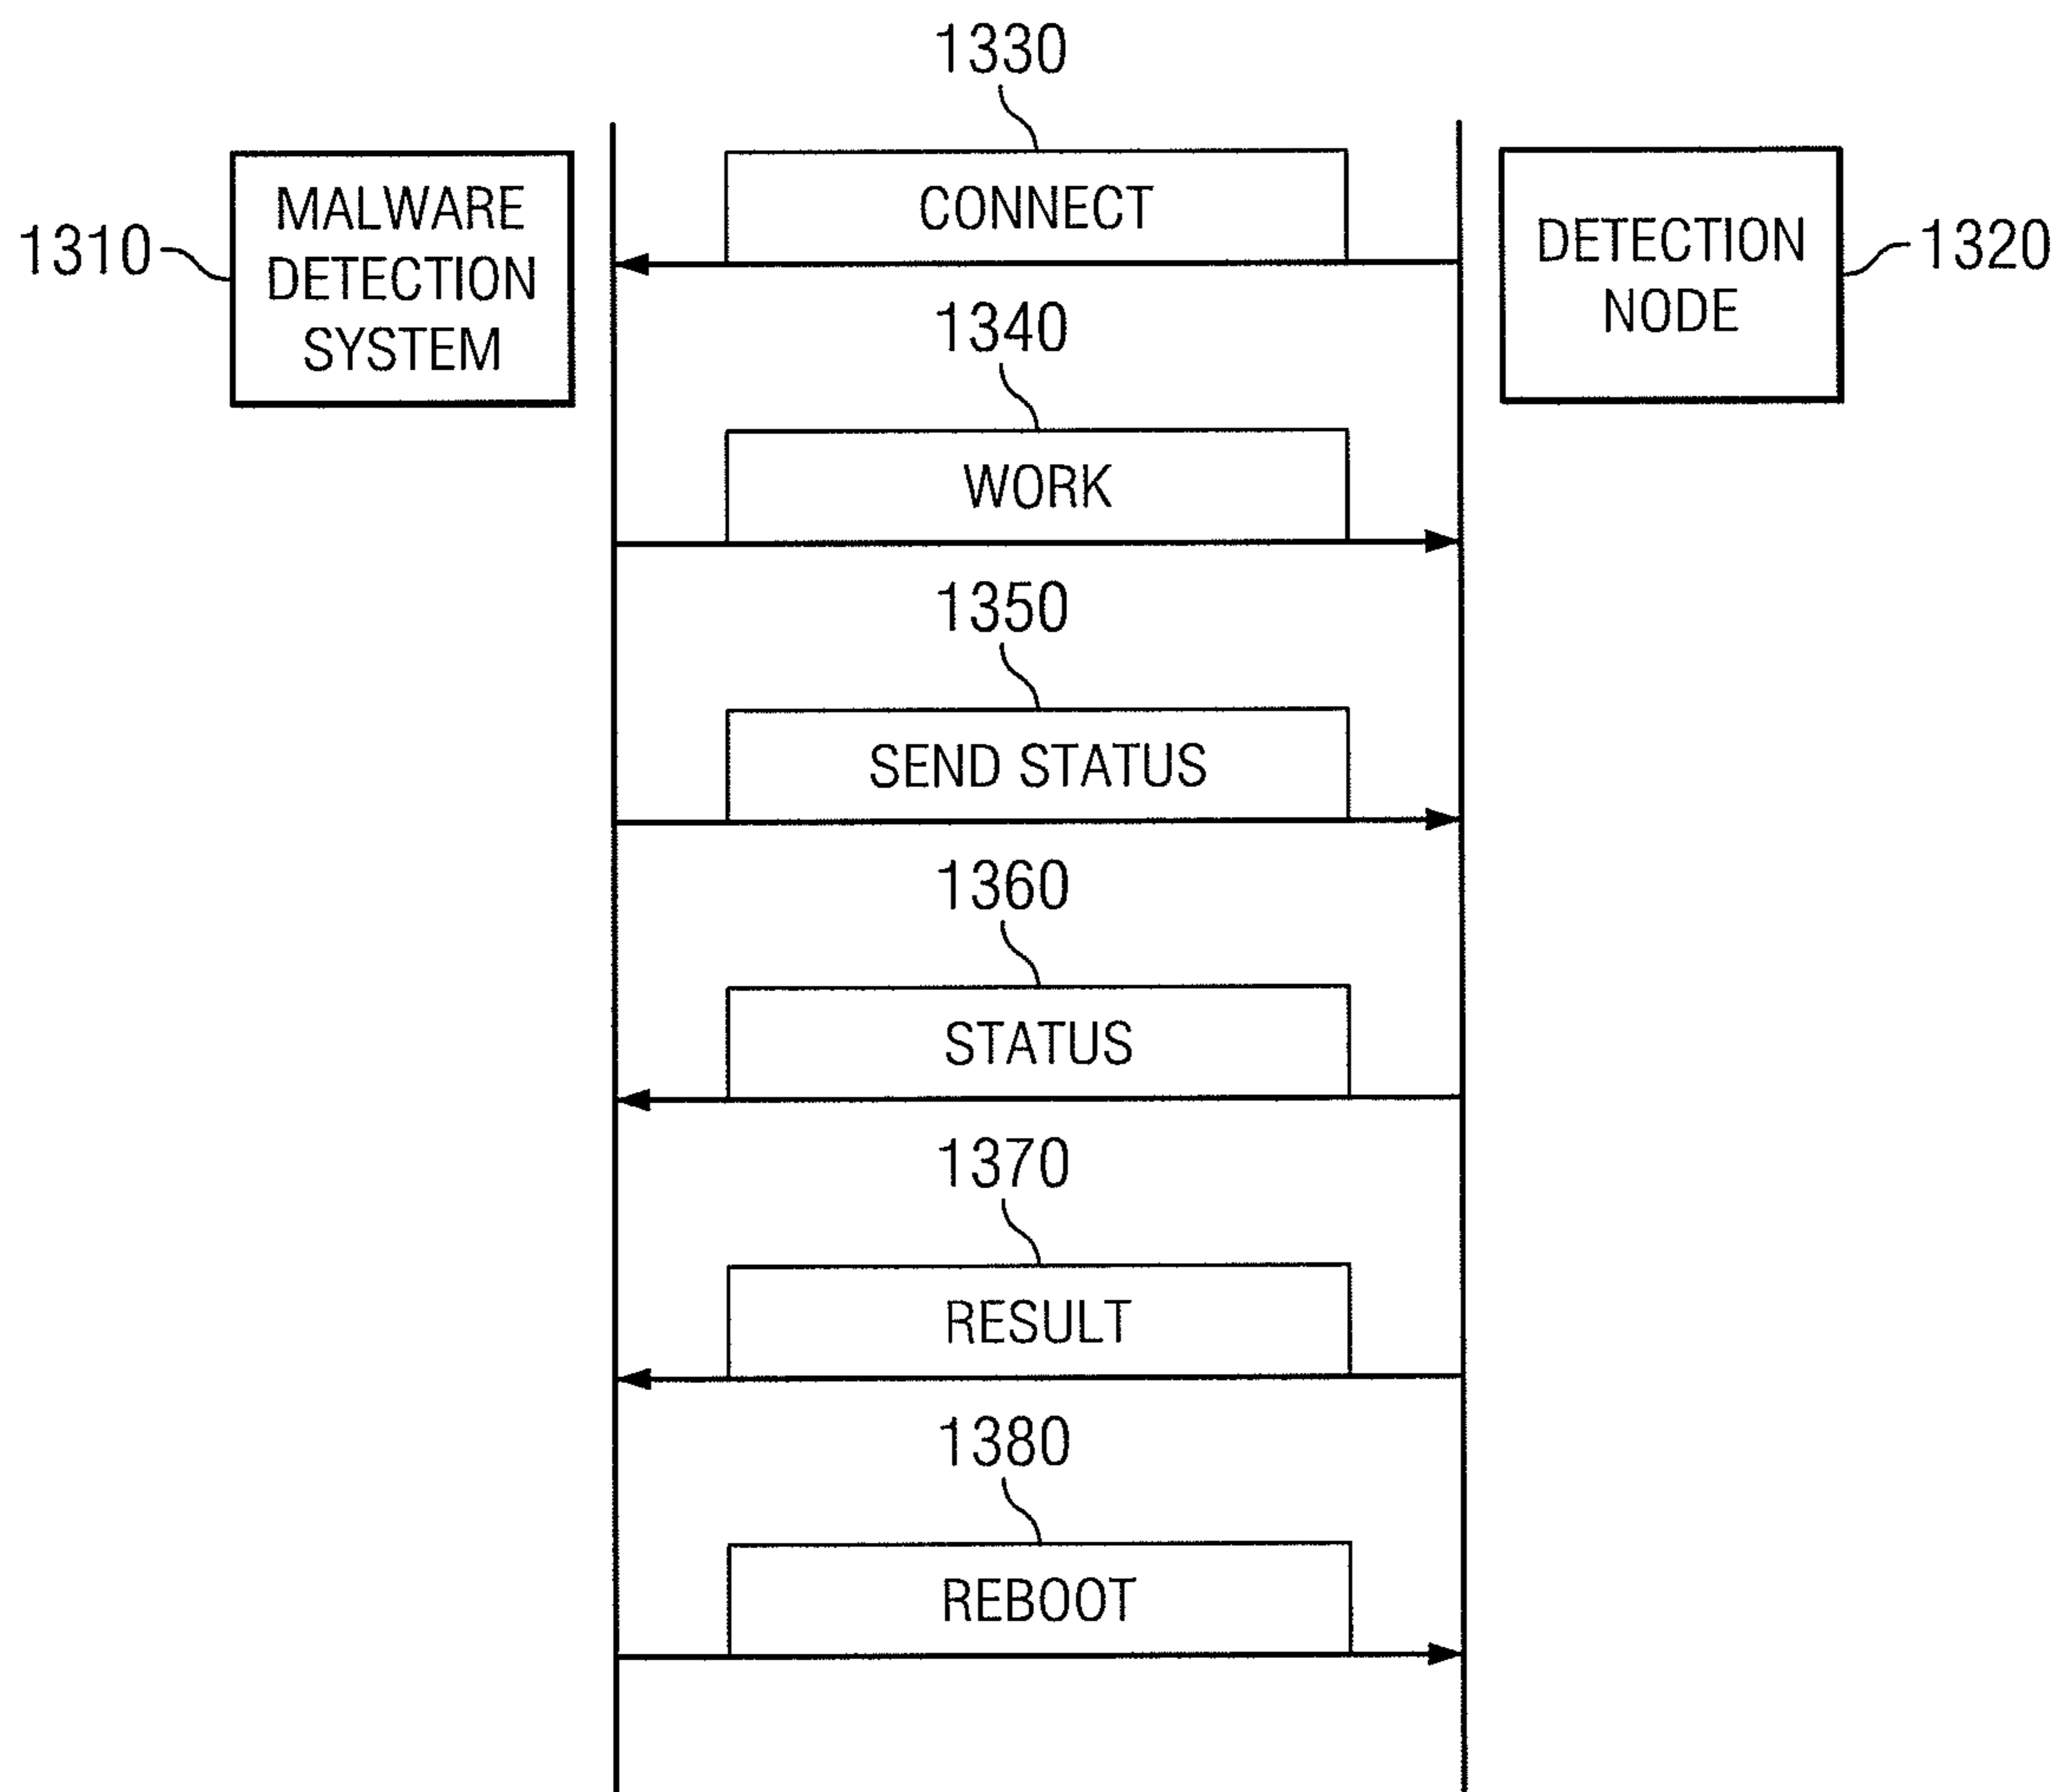 1330
MALWARE
DETECTION
SYSTEM
1310
CONNECT
DETECTION
NODE
1320
1340
WORK
1350
SEND STATUS
1360
STATUS
1370
RESULT
1380
REBOOT